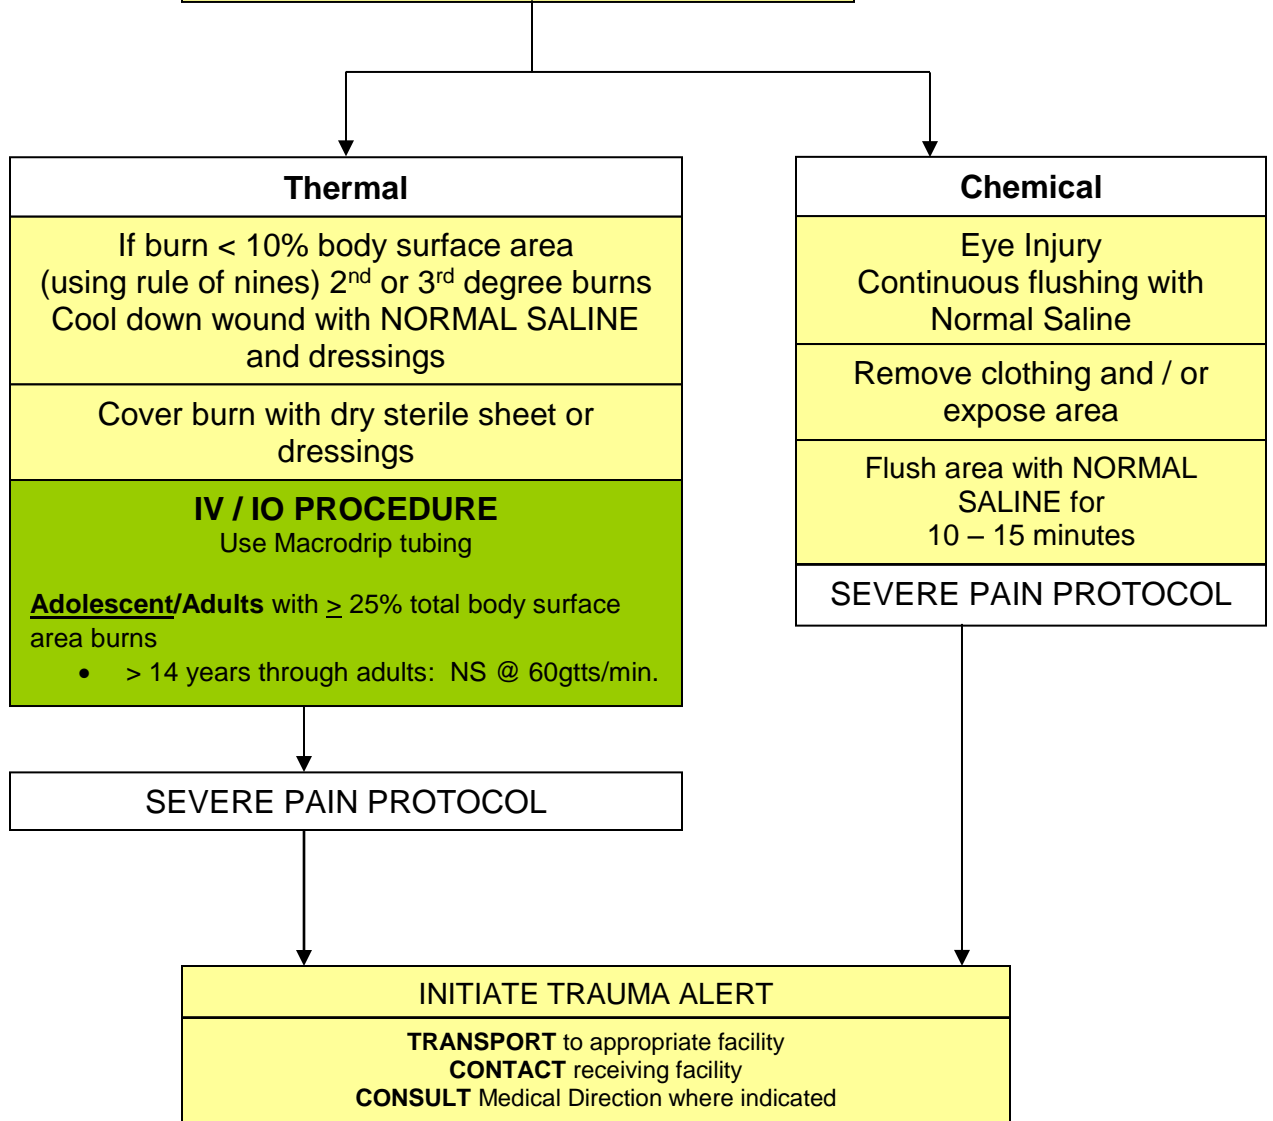 Thermal
If burn < 10% body surface area
(using rule of nines) 2nd or 3rd degree burns
Cool down wound with NORMAL SALINE
and dressings
Cover burn with dry sterile sheet or
dressings
IV / IO PROCEDURE
Use Macrodrip tubing
Adolescent/Adults with ≥ 25% total body surface
area burns
• > 14 years through adults: NS @ 60gtts/min.
SEVERE PAIN PROTOCOL
Chemical
Eye Injury
Continuous flushing with
Normal Saline
Remove clothing and / or
expose area
Flush area with NORMAL
SALINE for
10 – 15 minutes
SEVERE PAIN PROTOCOL
INITIATE TRAUMA ALERT
TRANSPORT to appropriate facility
CONTACT receiving facility
CONSULT Medical Direction where indicated